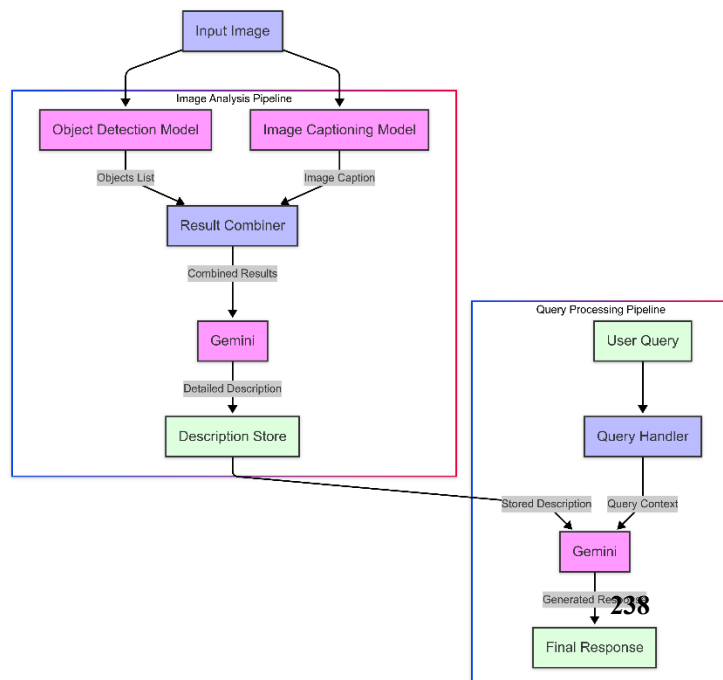 Input Image
Image Analysis Pipeline
Object Detection Model
Image Captioning Model
Objects List
Image Caption
Result Combiner
Combined Results
Gemini
Detailed Description
Description Store
Query Processing Pipeline
User Query
Query Handler
Stored Description
Query Context
Gemini
Generated Response
238
Final Response